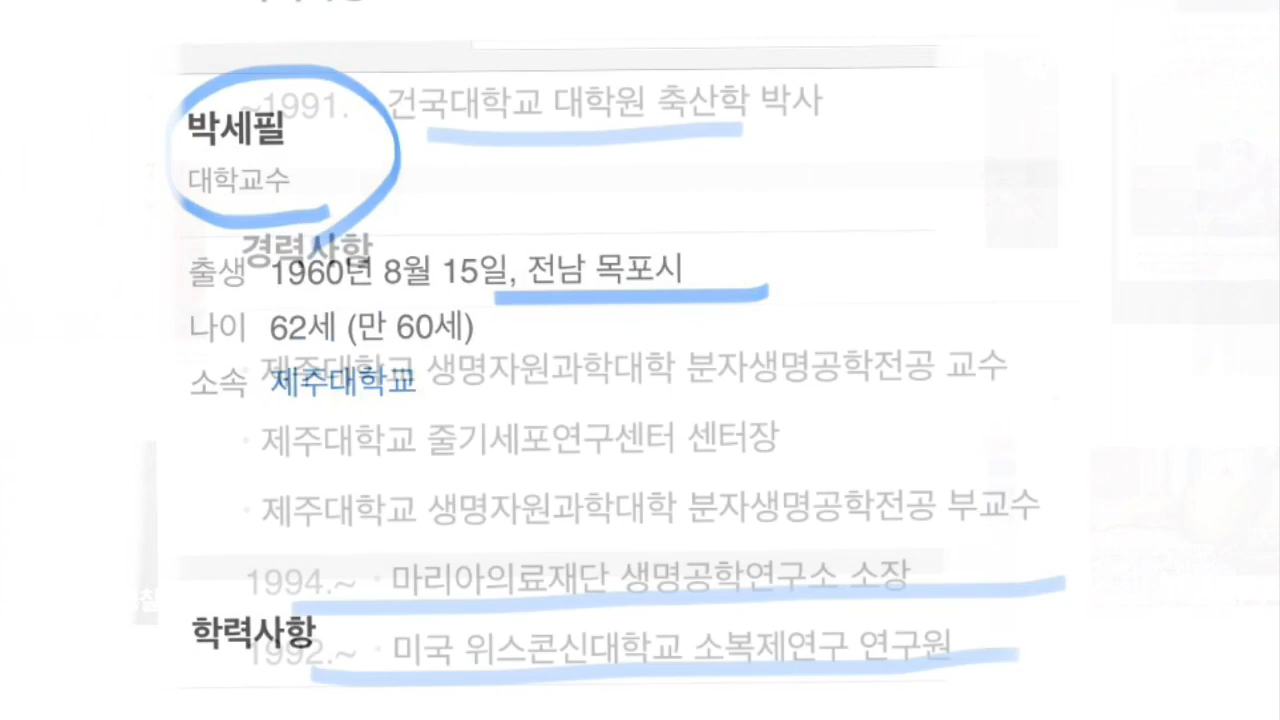 ~1991. · 건국대학교 대학원 축산학 박사
박세필
대학교수
경력사항
출생 1960년 8월 15일, 전남 목포시
나이 62세 (만 60세)
· 제주대학교 생명자원과학대학 분자생명공학전공 교수
소속 제주대학교
· 제주대학교 줄기세포연구센터 센터장
· 제주대학교 생명자원과학대학 분자생명공학전공 부교수
1994.~ · 마리아의료재단 생명공학연구소 소장
학력사항
1992.~ · 미국 위스콘신대학교 소복제연구 연구원